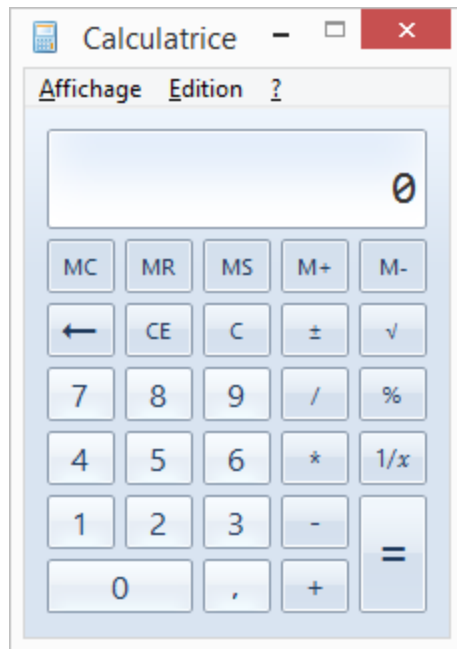 Calculatrice
Affichage Edition ?
0
MC MR MS M+ M-
← CE C ± √
7 8 9 / %
4 5 6 * 1/x
1 2 3 - =
0 , +